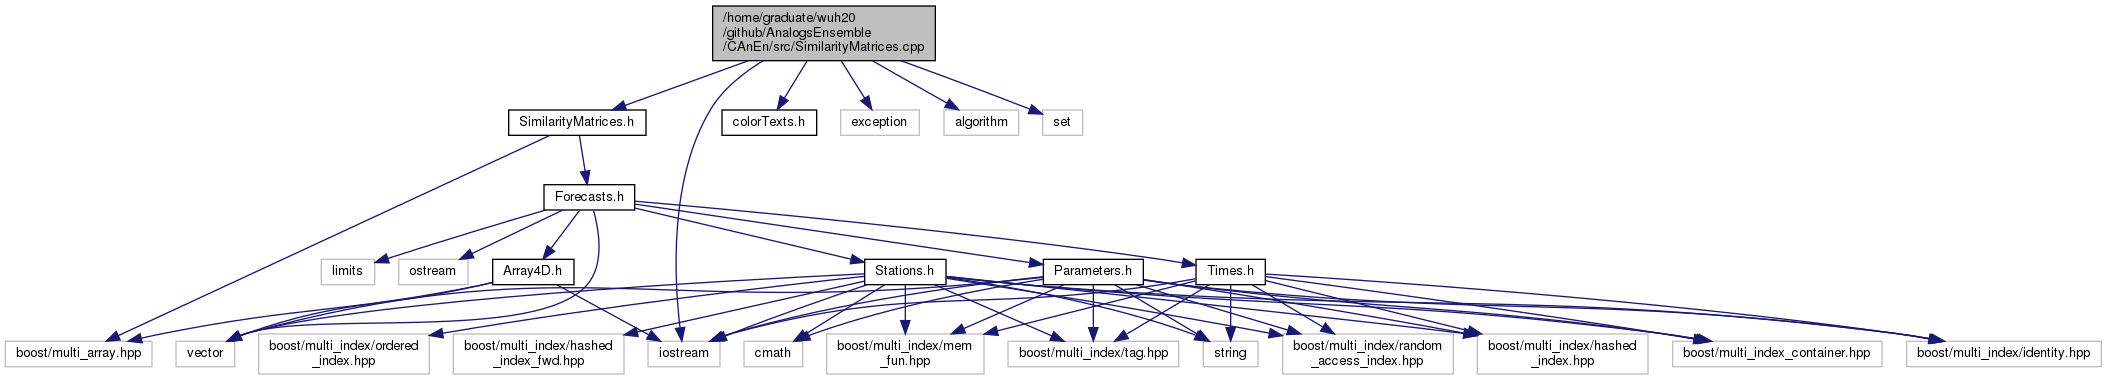 /home/graduate/wuh20
/github/AnalogsEnsemble
/CAnEn/src/SimilarityMatrices.cpp
SimilarityMatrices.h
colorTexts.h
exception
algorithm
set
Forecasts.h
limits
ostream
Array4D.h
Stations.h
Parameters.h
Times.h
boost/multi_array.hpp
vector
boost/multi_index/ordered
_index.hpp
boost/multi_index/hashed
_index_fwd.hpp
iostream
cmath
boost/multi_index/mem
_fun.hpp
boost/multi_index/tag.hpp
string
boost/multi_index/random
_access_index.hpp
boost/multi_index/hashed
_index.hpp
boost/multi_index_container.hpp
boost/multi_index/identity.hpp